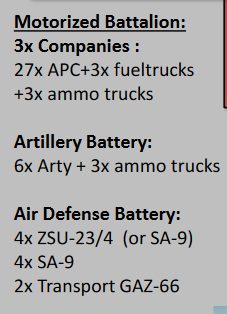 Motorized Battalion:
3x Companies :
27x APC+3x fueltrucks
+3x ammo trucks
Artillery Battery:
6x Arty + 3x ammo trucks
Air Defense Battery:
4x ZSU-23/4  (or SA-9)
4x SA-9
2x Transport GAZ-66